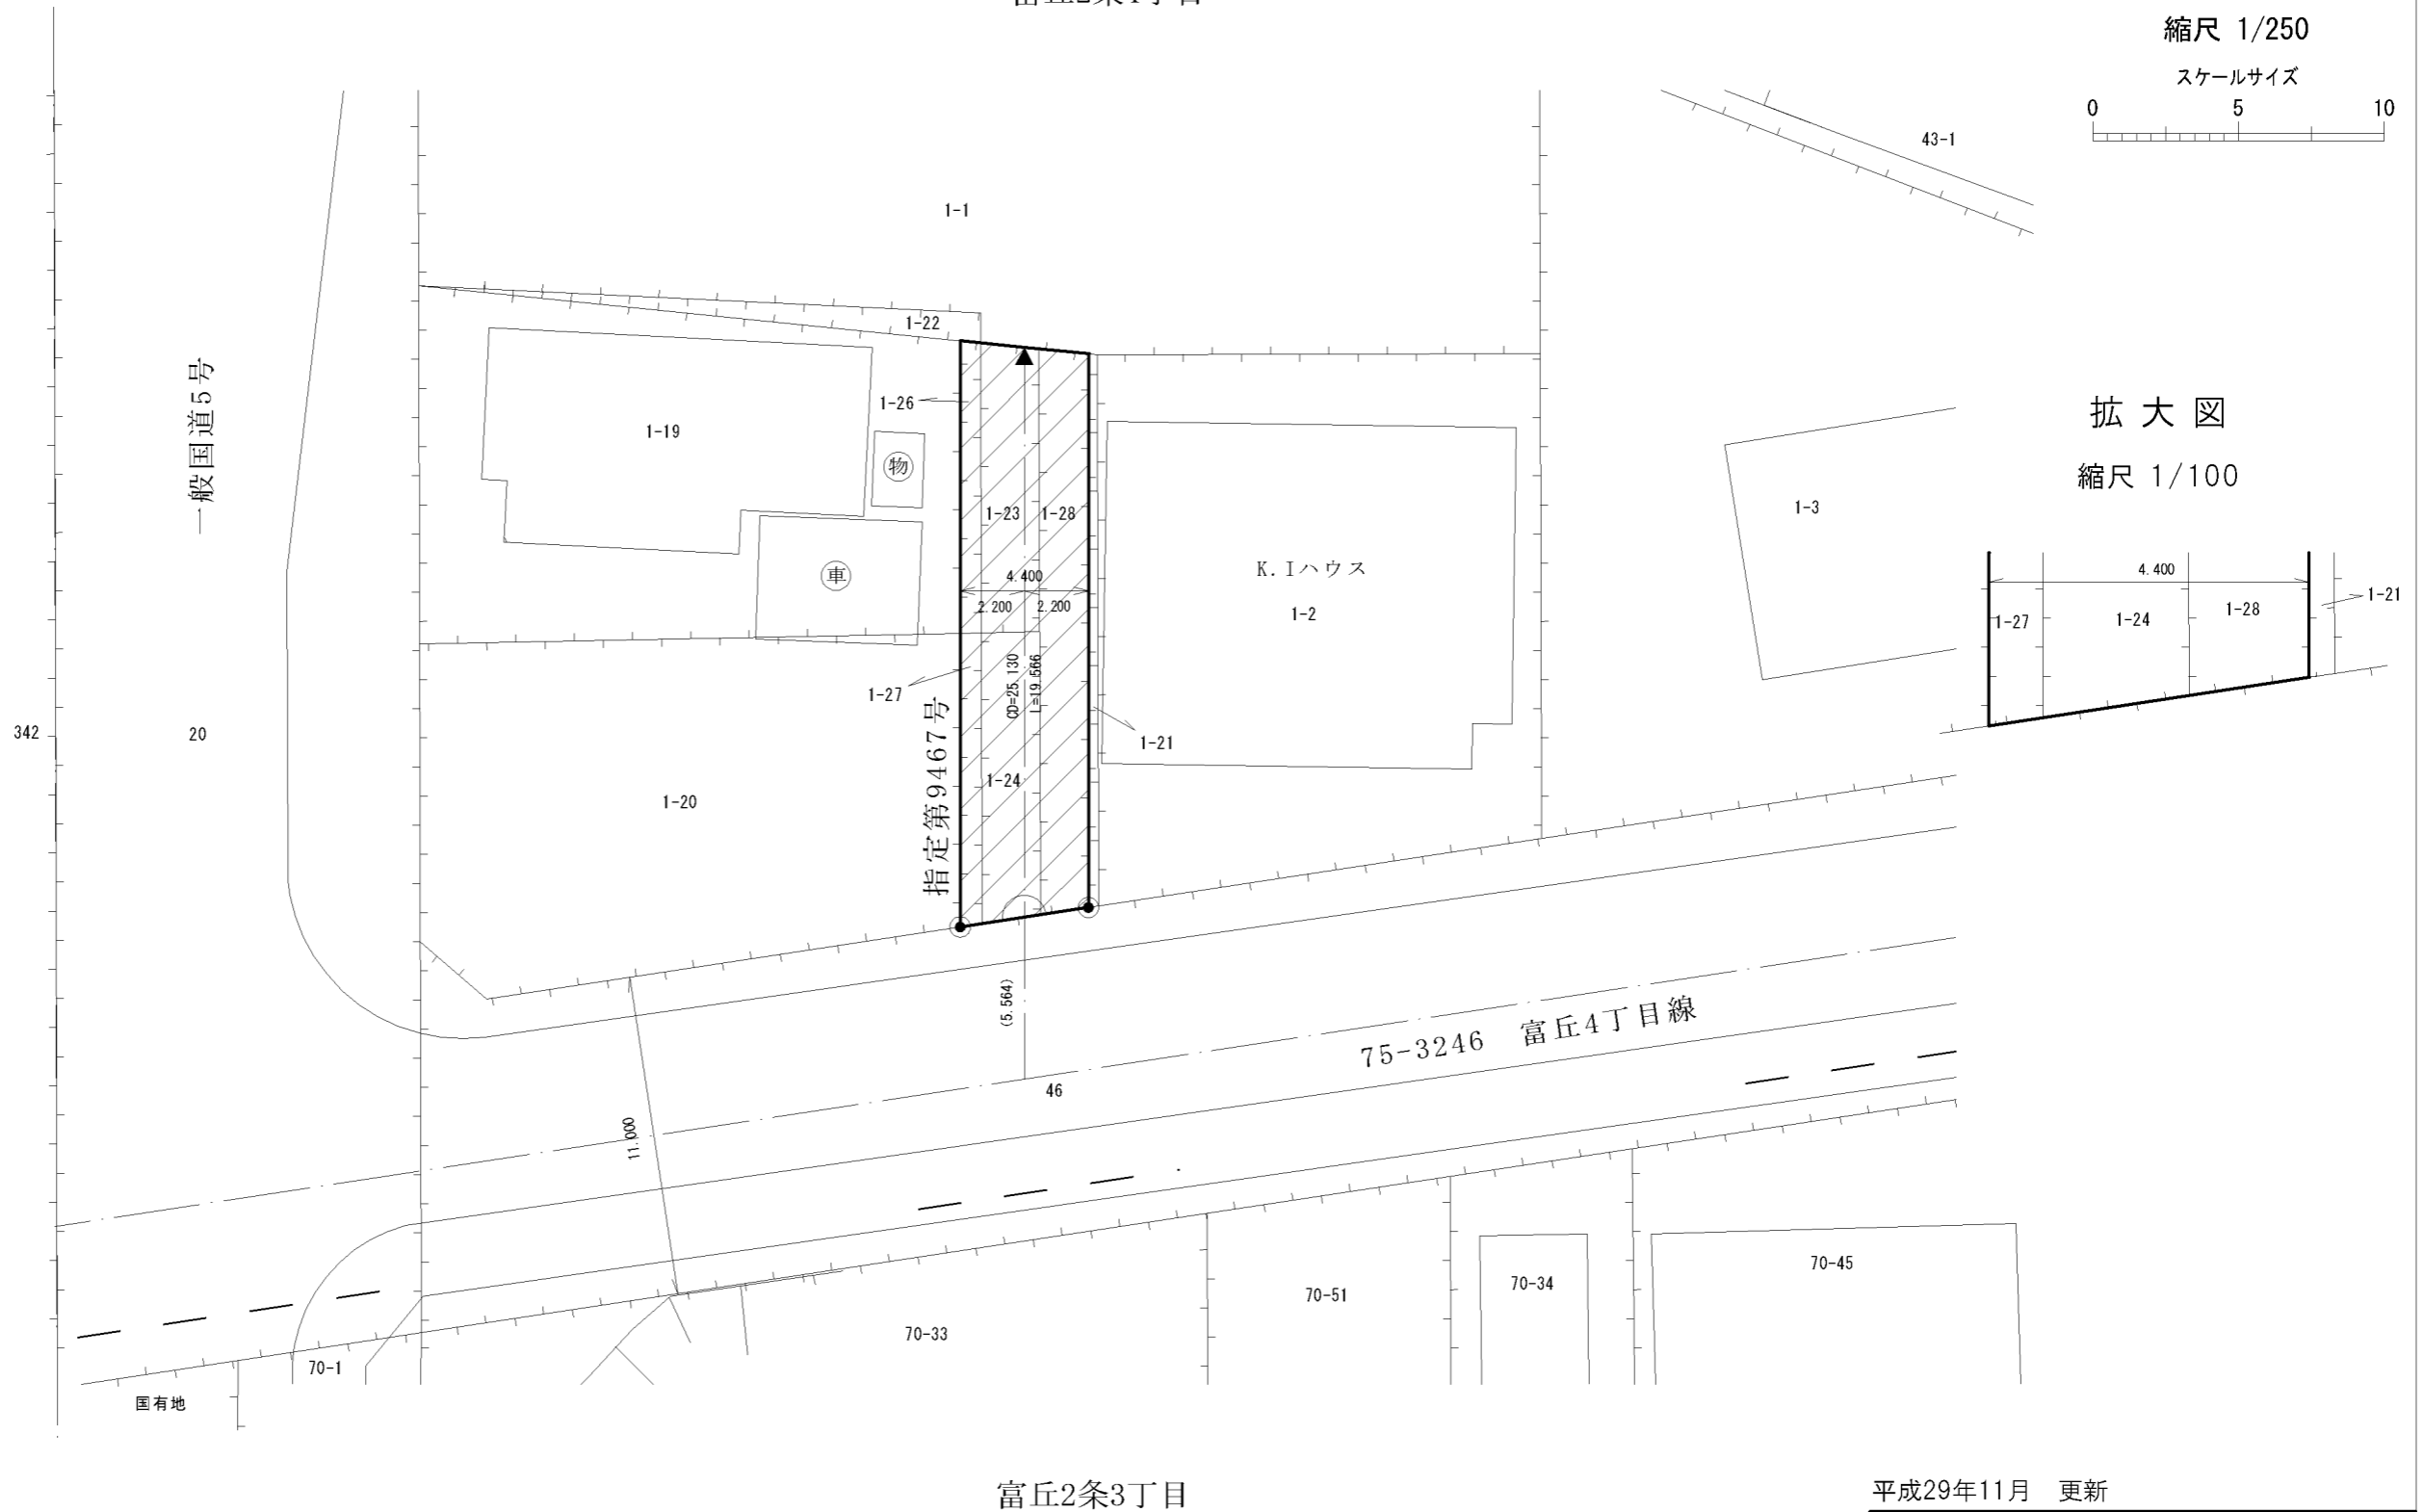 縮尺 1/250
スケールサイズ
0 5 10
43-1
1-1
1-22
一般国道5号
1-26
1-19
物
拡大図
縮尺 1/100
1-23
1-28
1-3
車
4.400
2.200
2.200
K.Iハウス
1-2
4.400
1-27
1-24
1-28
1-21
CD=25.130
L=19.566
1-27
指定第9467号
342
20
1-21
1-24
1-20
(5.564)
75-3246 富丘4丁目線
46
11.000
70-51
70-34
70-45
70-33
70-1
国有地
富丘2条3丁目
平成29年11月 更新